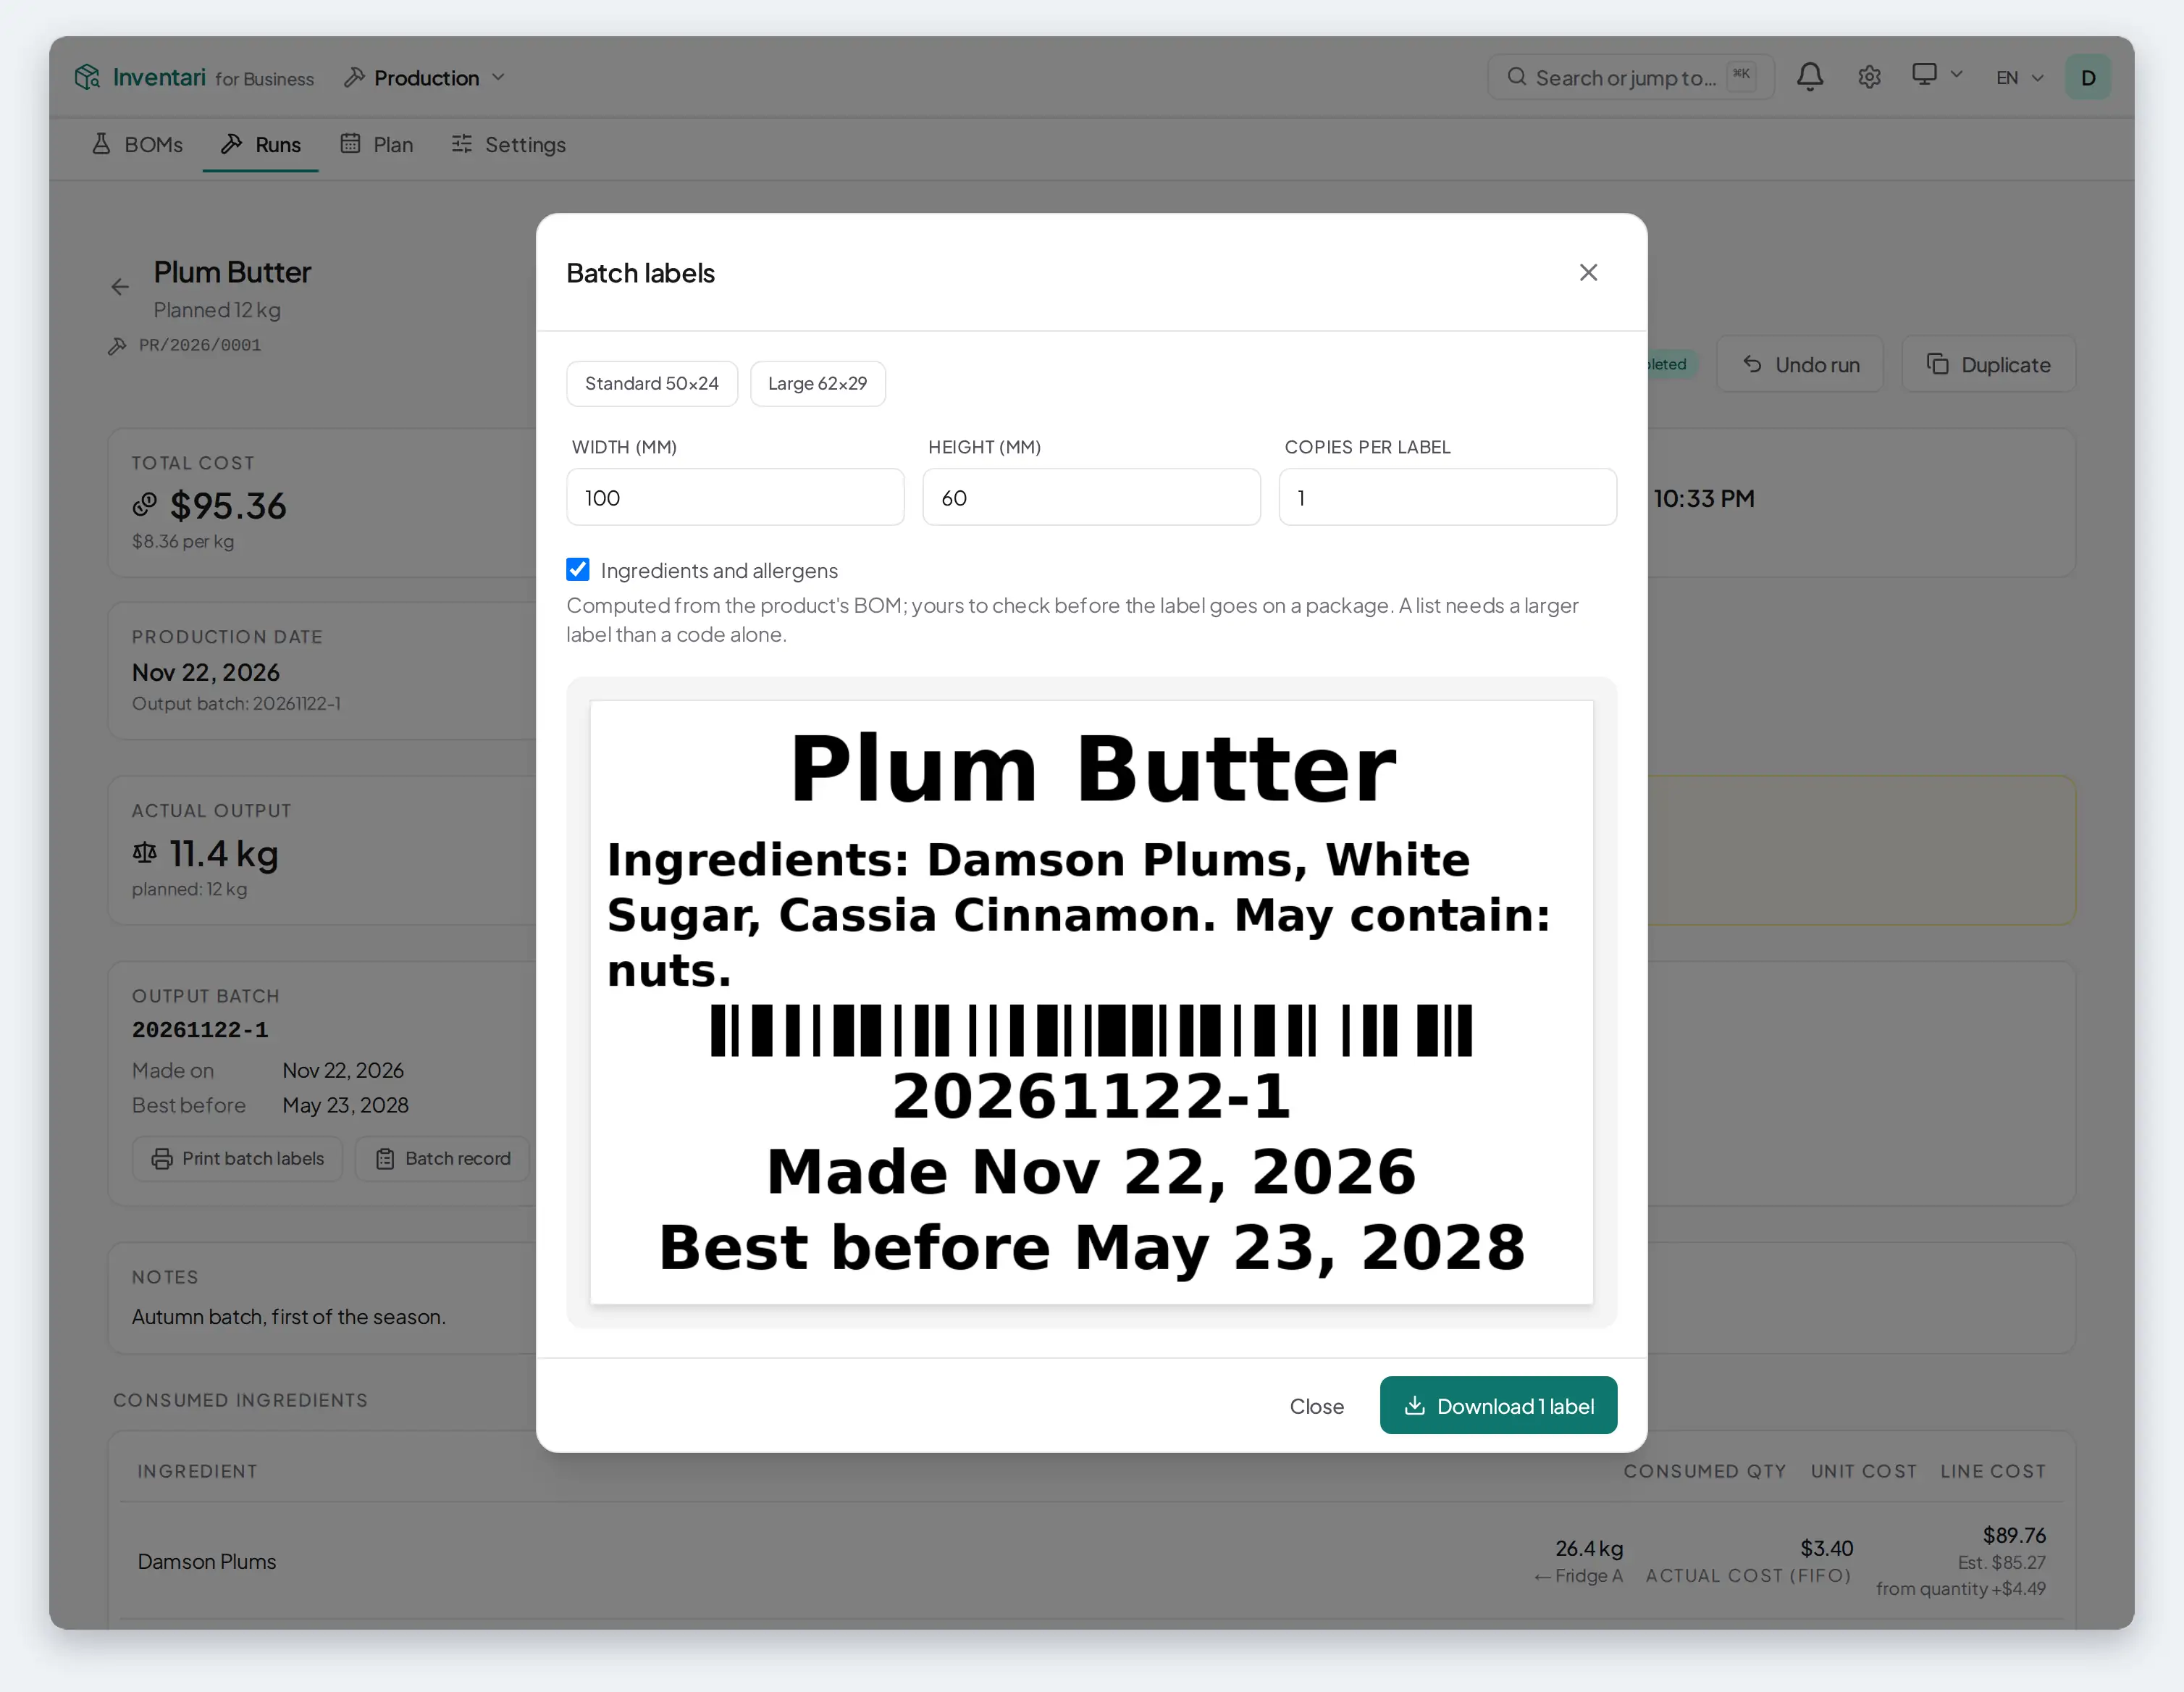 Inventari for Business
Production
Search or jump to...
⌘K
EN
D
BOMs
Runs
Plan
Settings
Plum Butter
Planned 12 kg
PR/2026/0001
pleted
Undo run
Duplicate
TOTAL COST
$95.36
$8.36 per kg
10:33 PM
PRODUCTION DATE
Nov 22, 2026
Output batch: 20261122-1
ACTUAL OUTPUT
11.4 kg
planned: 12 kg
OUTPUT BATCH
20261122-1
Made on Nov 22, 2026
Best before May 23, 2028
Print batch labels
Batch record
NOTES
Autumn batch, first of the season.
CONSUMED INGREDIENTS
INGREDIENT CONSUMED QTY UNIT COST LINE COST
Damson Plums
26.4 kg
← Fridge A
$3.40
ACTUAL COST (FIFO)
$89.76
Est. $85.27
from quantity +$4.49
Batch labels
Standard 50×24
Large 62×29
WIDTH (MM)
100
HEIGHT (MM)
60
COPIES PER LABEL
1
Ingredients and allergens
Computed from the product's BOM; yours to check before the label goes on a package. A list needs a larger
label than a code alone.
Plum Butter
Ingredients: Damson Plums, White
Sugar, Cassia Cinnamon. May contain:
nuts.
20261122-1
Made Nov 22, 2026
Best before May 23, 2028
Close
Download 1 label